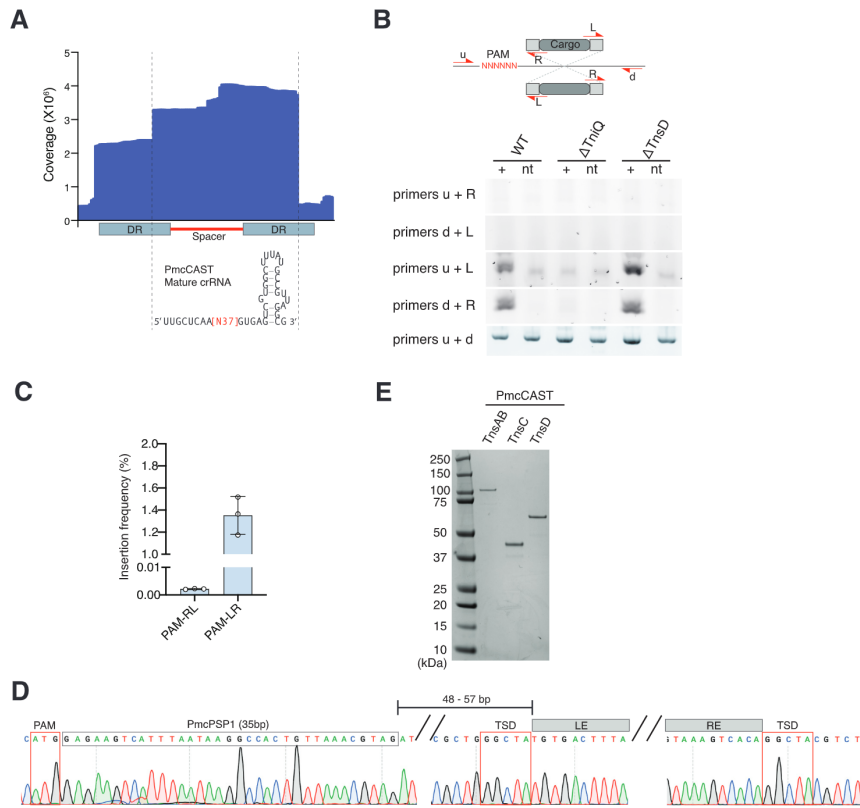 A
Coverage (X10⁶)
5
4
3
2
1
0
DR
Spacer
DR
PmcCAST
Mature crRNA
5' UUGCUCAA[N37]GUGAG
CG 3'
B
L
Cargo
u
PAM
R
NNNNNN
R
d
L
WT
ΔTniQ
ΔTnsD
+ nt + nt + nt
primers u + R
primers d + L
primers u + L
primers d + R
primers u + d
C
Insertion frequency (%)
2.0
1.8
1.6
1.4
1.2
1.0
0.01
0.00
PAM-RL
PAM-LR
E
PmcCAST
TnsAB
TnsC
TnsD
250
150
100
75
50
37
25
20
15
10
(kDa)
D
48 - 57 bp
PAM
PmcPSP1 (35bp)
TSD
LE
RE
TSD
C A T G G A G A A G T C A T T T A A T A A G G C C A C T G T T A A A C G T A G A T
C G C T G G G C T A T G T G A C T T T A
T A A A G T C A C A G G C T A C G T C T